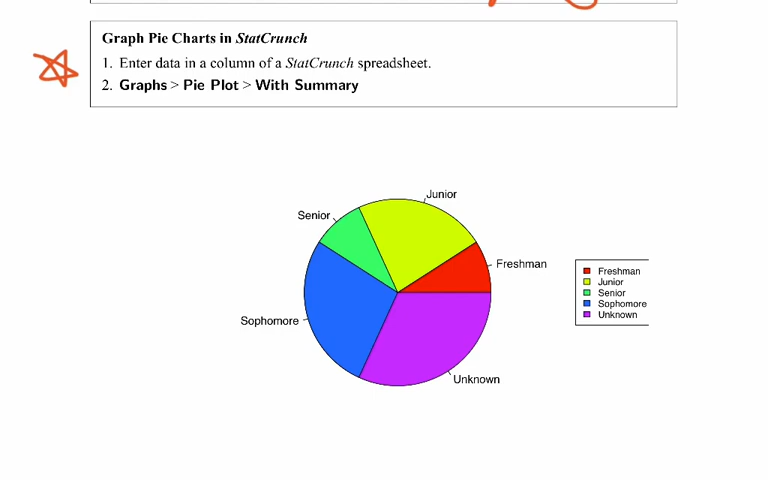 Graph Pie Charts in StatCrunch
1. Enter data in a column of a StatCrunch spreadsheet.
2. Graphs > Pie Plot > With Summary
Junior
Senior
Freshman
Sophomore
Unknown
Freshman
Junior
Senior
Sophomore
Unknown